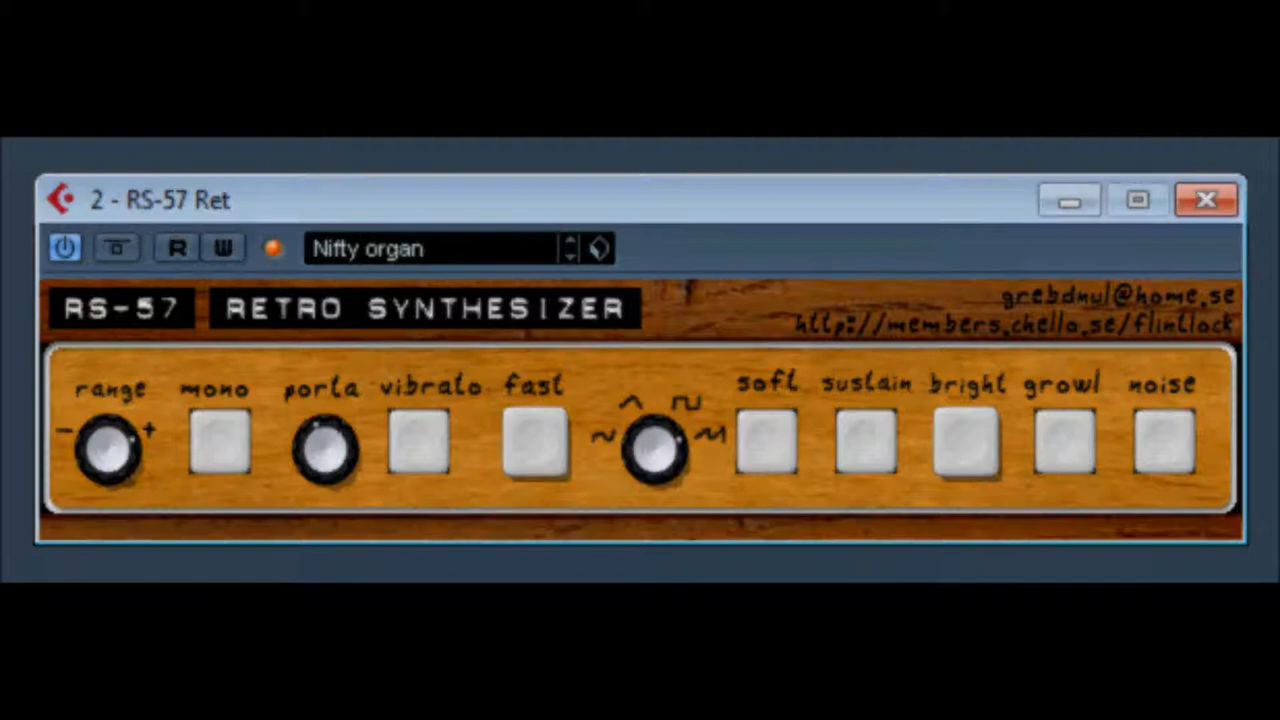 2 - RS-57 Ret
R W Nifty organ
RS-57 RETRO SYNTHESIZER
grebdnul@home.se
http://members.chello.se/flintlock
range mono porta vibrato fast soft sustain bright growl noise
- +